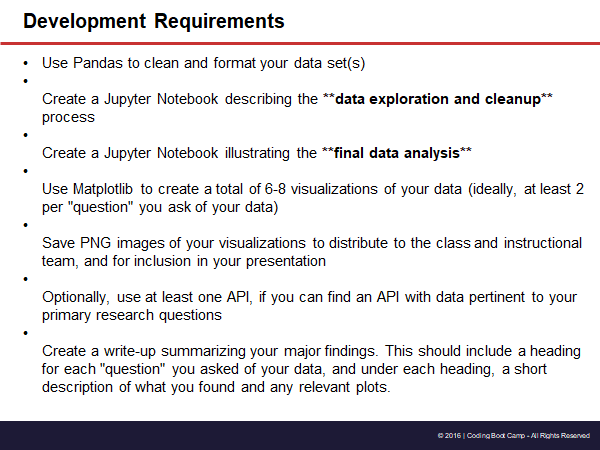 Development Requirements
• Use Pandas to clean and format your data set(s)
•
Create a Jupyter Notebook describing the **data exploration and cleanup**
process
•
Create a Jupyter Notebook illustrating the **final data analysis**
•
Use Matplotlib to create a total of 6-8 visualizations of your data (ideally, at least 2
per "question" you ask of your data)
•
Save PNG images of your visualizations to distribute to the class and instructional
team, and for inclusion in your presentation
•
Optionally, use at least one API, if you can find an API with data pertinent to your
primary research questions
•
Create a write-up summarizing your major findings. This should include a heading
for each "question" you asked of your data, and under each heading, a short
description of what you found and any relevant plots.
© 2016 | Coding Boot Camp - All Rights Reserved